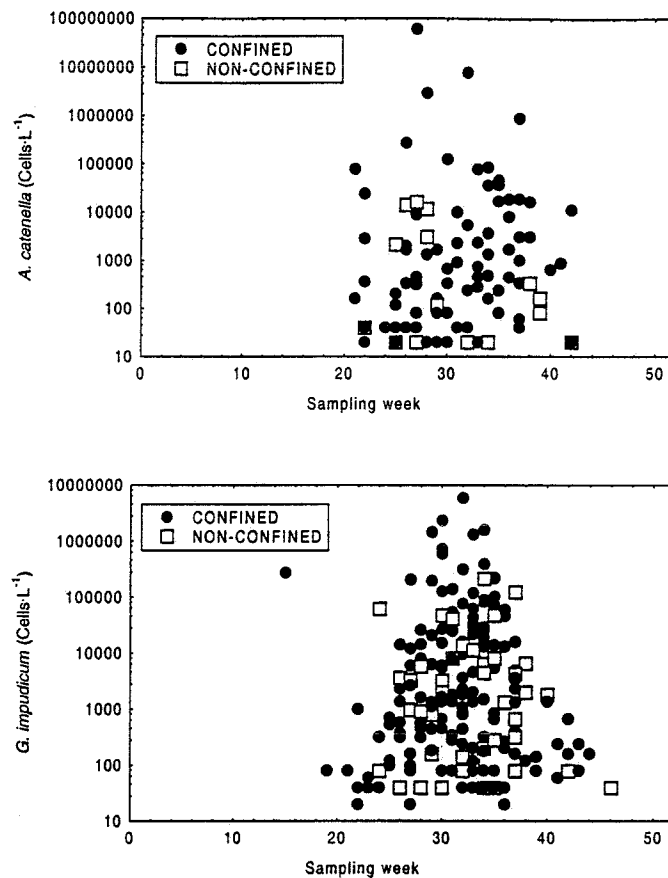 A. catenella (Cells·L⁻¹)
100000000
10000000
1000000
100000
10000
1000
100
10
● CONFINED
□ NON-CONFINED
0 10 20 30 40 50
Sampling week
G. impudicum (Cells·L⁻¹)
10000000
1000000
100000
10000
1000
100
10
● CONFINED
□ NON-CONFINED
0 10 20 30 40 50
Sampling week